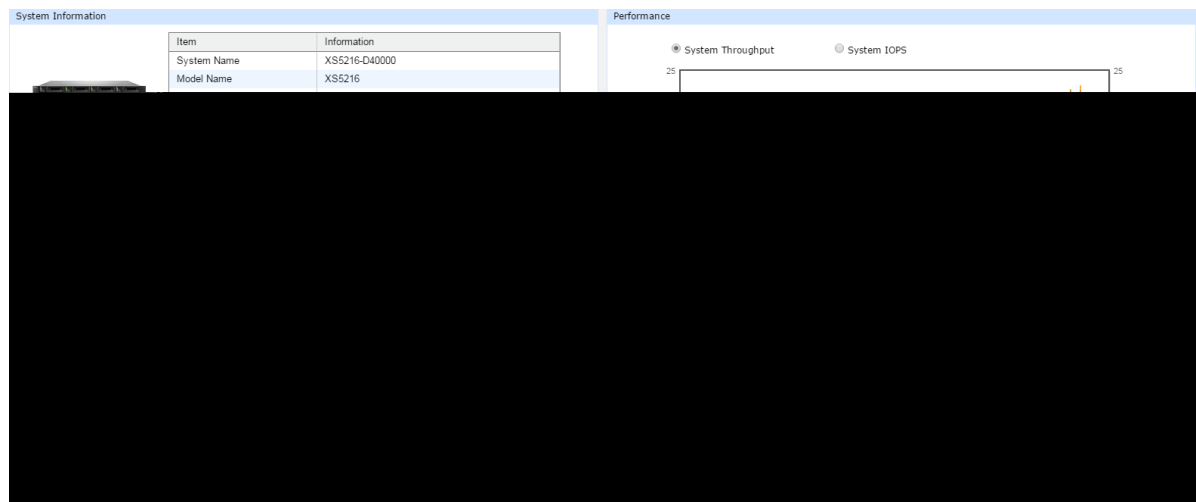 System Information
Item Information
System Name XS5216-D40000
Model Name XS5216
Performance
System Throughput System IOPS
25 25